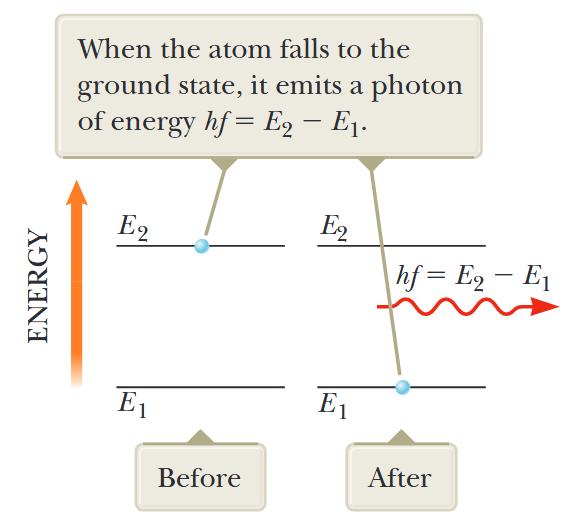 When the atom falls to the
ground state, it emits a photon
of energy hf = E₂ − E₁.
ENERGY
E₂
E₂
hf = E₂ − E₁
E₁
E₁
Before
After